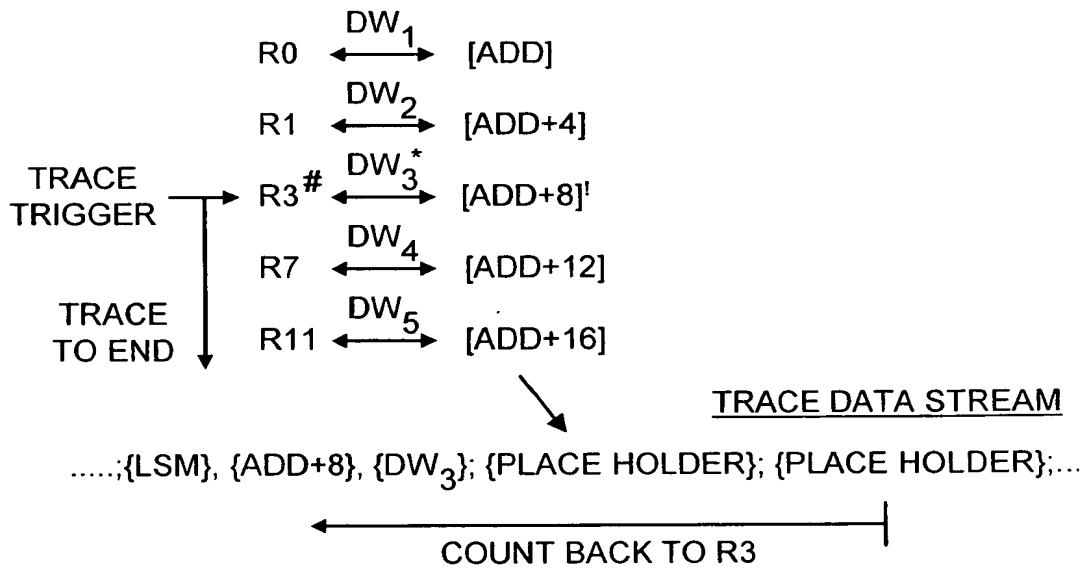 R0 DW1 [ADD]
R1 DW2 [ADD+4]
TRACE TRIGGER R3# DW3* [ADD+8]!
R7 DW4 [ADD+12]
TRACE TO END R11 DW5 [ADD+16]
TRACE DATA STREAM
.....;{LSM}, {ADD+8}, {DW3}; {PLACE HOLDER}; {PLACE HOLDER};...
COUNT BACK TO R3